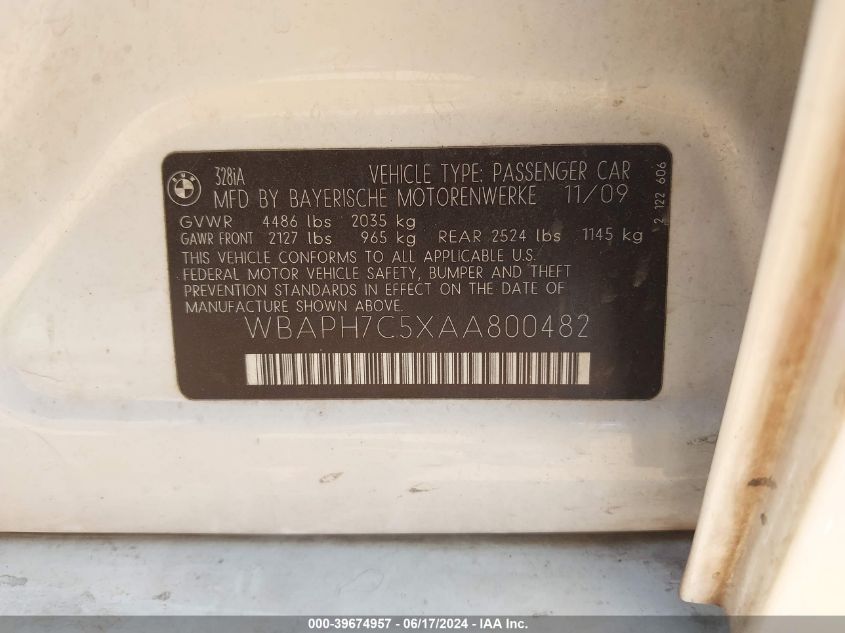 BMW
328iA VEHICLE TYPE: PASSENGER CAR
MFD BY BAYERISCHE MOTORENWERKE 11/09
GVWR 4486 lbs 2035 kg
GAWR FRONT 2127 lbs 965 kg REAR 2524 lbs 1145 kg
THIS VEHICLE CONFORMS TO ALL APPLICABLE U.S.
FEDERAL MOTOR VEHICLE SAFETY, BUMPER AND THEFT
PREVENTION STANDARDS IN EFFECT ON THE DATE OF
MANUFACTURE SHOWN ABOVE.
WBAPH7C5XAA800482
2 122 606
000-39674957 - 06/17/2024 - IAA Inc.